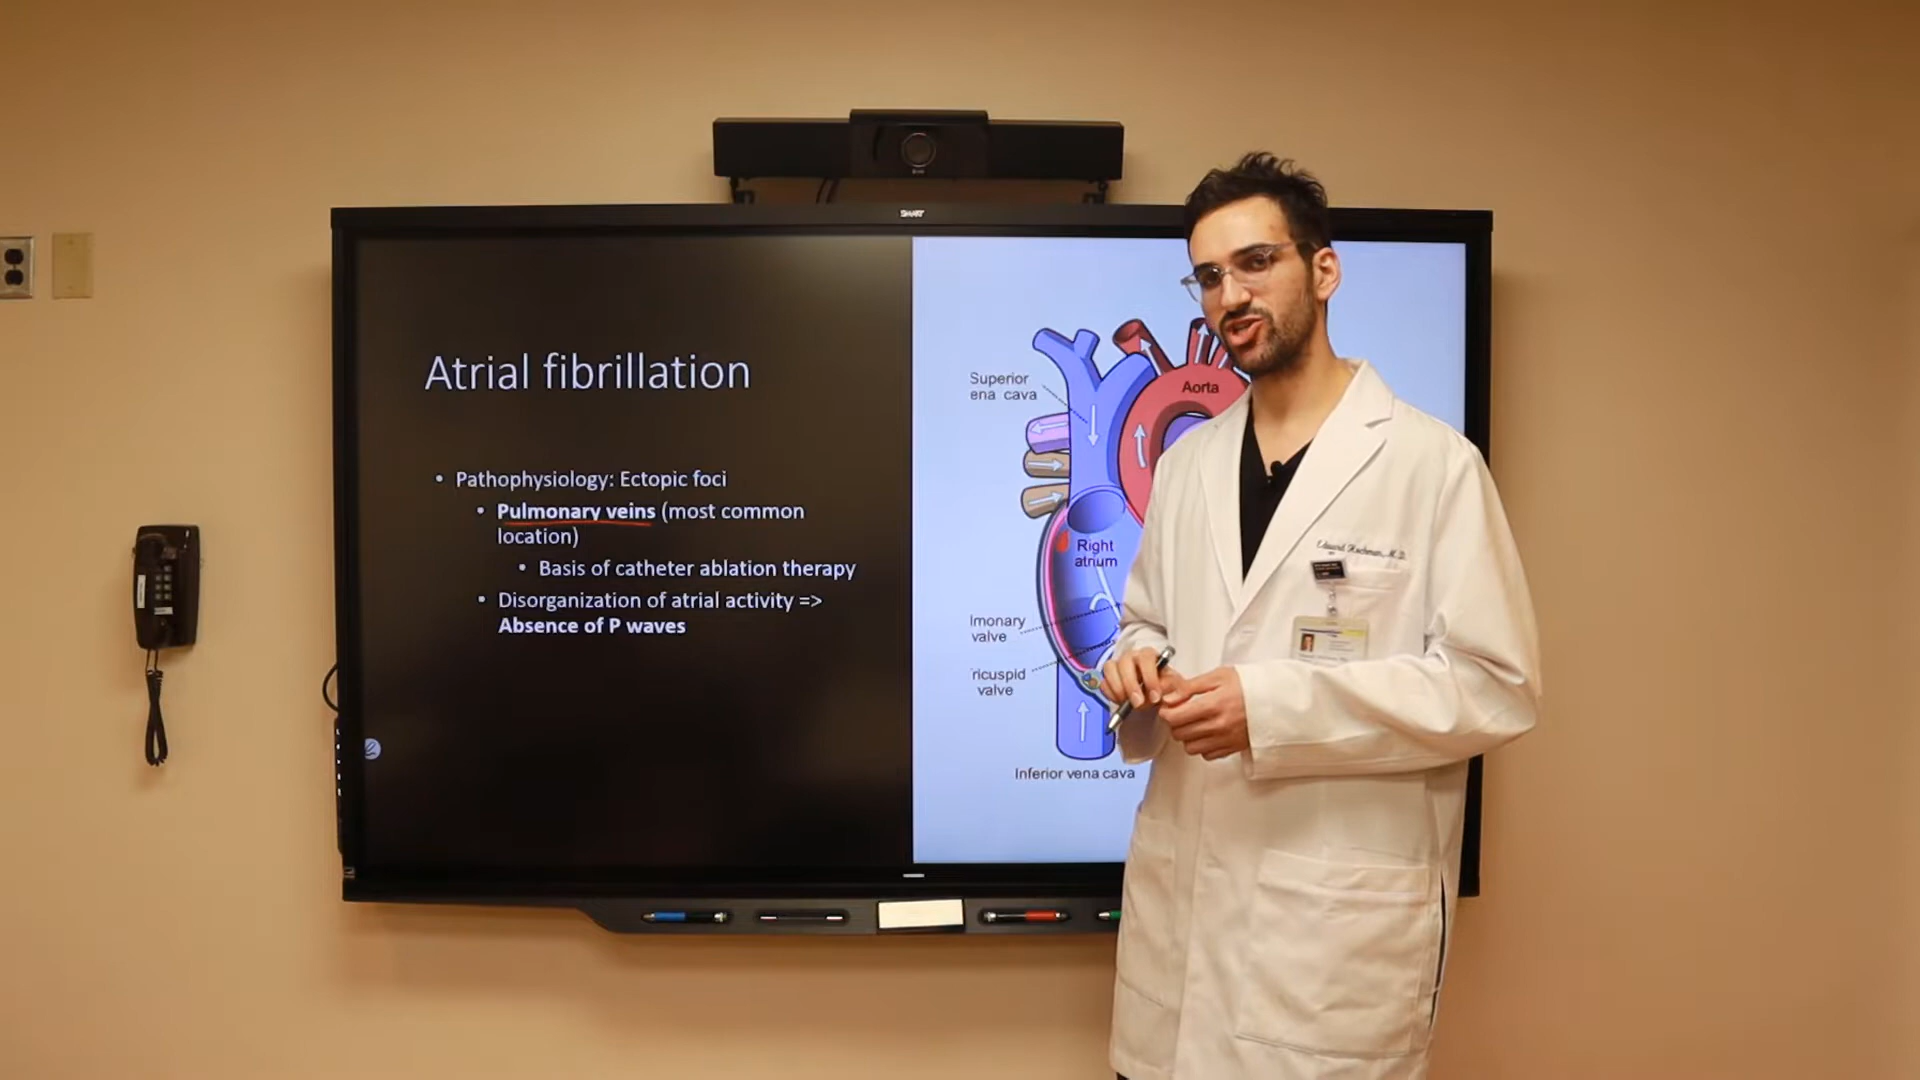 SMART
Atrial fibrillation
• Pathophysiology: Ectopic foci
• Pulmonary veins (most common
location)
• Basis of catheter ablation therapy
• Disorganization of atrial activity =>
Absence of P waves
Superior
ena cava
Aorta
Right
atrium
lmonary
valve
ricuspid
valve
Inferior vena cava
M.D.